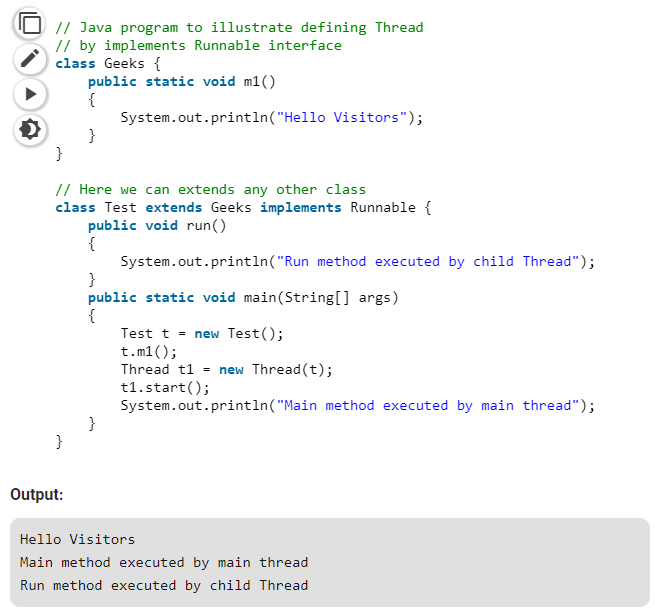 // Java program to illustrate defining Thread
// by implements Runnable interface
class Geeks {
    public static void m1()
    {
        System.out.println("Hello Visitors");
    }
}

// Here we can extends any other class
class Test extends Geeks implements Runnable {
    public void run()
    {
        System.out.println("Run method executed by child Thread");
    }
    public static void main(String[] args)
    {
        Test t = new Test();
        t.m1();
        Thread t1 = new Thread(t);
        t1.start();
        System.out.println("Main method executed by main thread");
    }
}

Output:
Hello Visitors
Main method executed by main thread
Run method executed by child Thread